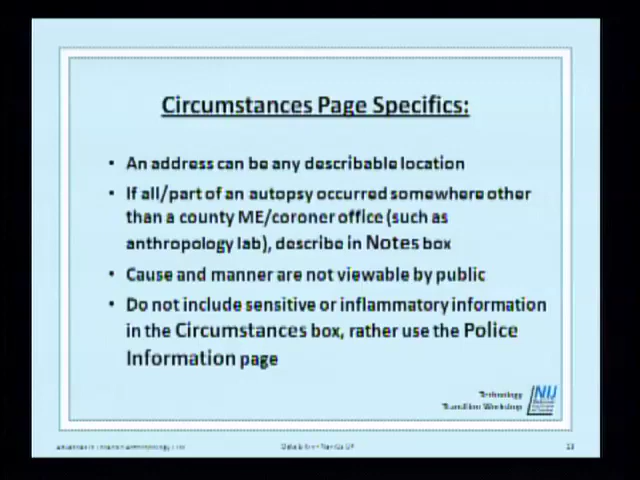 Circumstances Page Specifics:
• An address can be any describable location
• If all/part of an autopsy occurred somewhere other
than a county ME/coroner office (such as
anthropology lab), describe in Notes box
• Cause and manner are not viewable by public
• Do not include sensitive or inflammatory information
in the Circumstances box, rather use the Police
Information page
Technology
Transition Workshop
NIJ